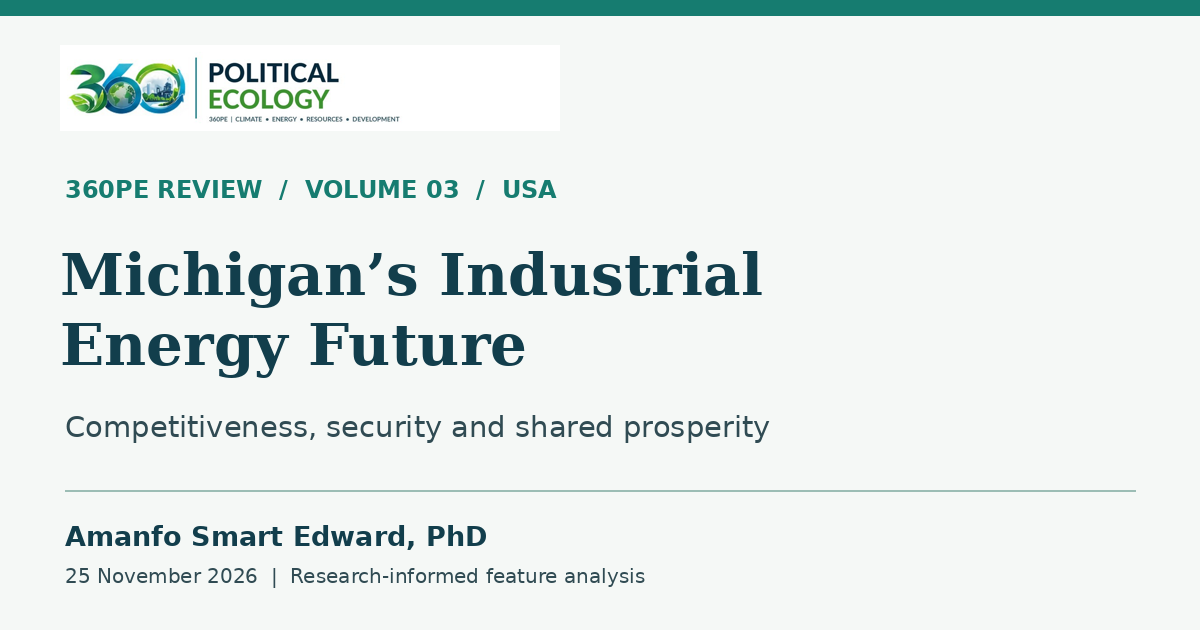 360
POLITICAL
ECOLOGY
360PE | CLIMATE • ENERGY • RESOURCES • DEVELOPMENT
360PE REVIEW / VOLUME 03 / USA
Michigan’s Industrial
Energy Future
Competitiveness, security and shared prosperity
Amanfo Smart Edward, PhD
25 November 2026 | Research-informed feature analysis